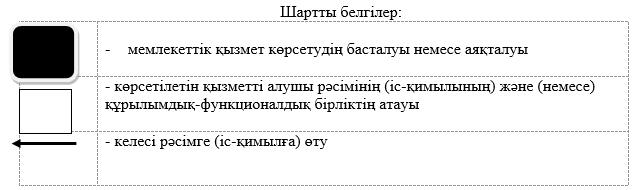 Шартты белгілер:
- мемлекеттік қызмет көрсетудің басталуы немесе аяқталуы
- көрсетілетін қызметті алушы рәсімінің (іс-қимылының) және (немесе)
құрылымдық-функционалдық бірліктің атауы
- келесі рәсімге (іс-қимылға) өту